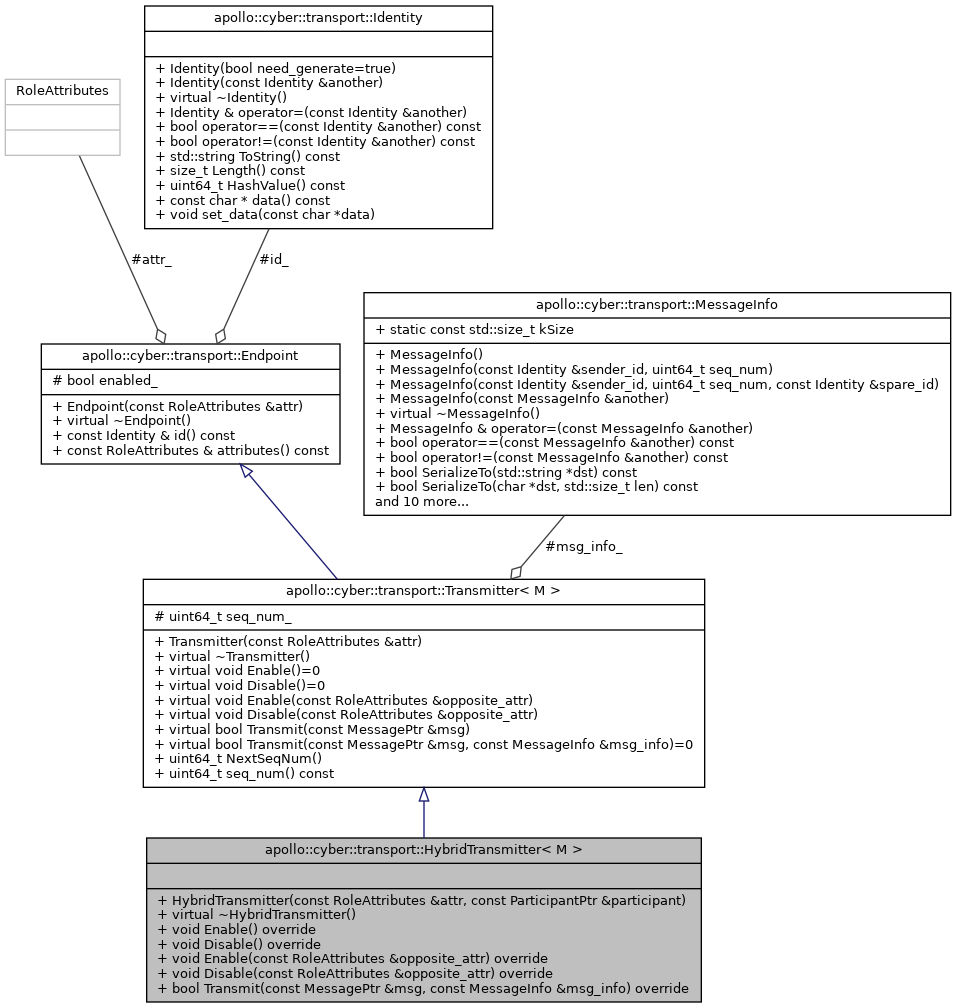 apollo::cyber::transport::Identity
+ Identity(bool need_generate=true)
+ Identity(const Identity &another)
+ virtual ~Identity()
+ Identity & operator=(const Identity &another)
+ bool operator==(const Identity &another) const
+ bool operator!=(const Identity &another) const
+ std::string ToString() const
+ size_t Length() const
+ uint64_t HashValue() const
+ const char * data() const
+ void set_data(const char *data)
RoleAttributes
#attr_
#id_
apollo::cyber::transport::Endpoint
# bool enabled_
+ Endpoint(const RoleAttributes &attr)
+ virtual ~Endpoint()
+ const Identity & id() const
+ const RoleAttributes & attributes() const
apollo::cyber::transport::MessageInfo
+ static const std::size_t kSize
+ MessageInfo()
+ MessageInfo(const Identity &sender_id, uint64_t seq_num)
+ MessageInfo(const Identity &sender_id, uint64_t seq_num, const Identity &spare_id)
+ MessageInfo(const MessageInfo &another)
+ virtual ~MessageInfo()
+ MessageInfo & operator=(const MessageInfo &another)
+ bool operator==(const MessageInfo &another) const
+ bool operator!=(const MessageInfo &another) const
+ bool SerializeTo(std::string *dst) const
+ bool SerializeTo(char *dst, std::size_t len) const
and 10 more...
#msg_info_
apollo::cyber::transport::Transmitter< M >
# uint64_t seq_num_
+ Transmitter(const RoleAttributes &attr)
+ virtual ~Transmitter()
+ virtual void Enable()=0
+ virtual void Disable()=0
+ virtual void Enable(const RoleAttributes &opposite_attr)
+ virtual void Disable(const RoleAttributes &opposite_attr)
+ virtual bool Transmit(const MessagePtr &msg)
+ virtual bool Transmit(const MessagePtr &msg, const MessageInfo &msg_info)=0
+ uint64_t NextSeqNum()
+ uint64_t seq_num() const
apollo::cyber::transport::HybridTransmitter< M >
+ HybridTransmitter(const RoleAttributes &attr, const ParticipantPtr &participant)
+ virtual ~HybridTransmitter()
+ void Enable() override
+ void Disable() override
+ void Enable(const RoleAttributes &opposite_attr) override
+ void Disable(const RoleAttributes &opposite_attr) override
+ bool Transmit(const MessagePtr &msg, const MessageInfo &msg_info) override